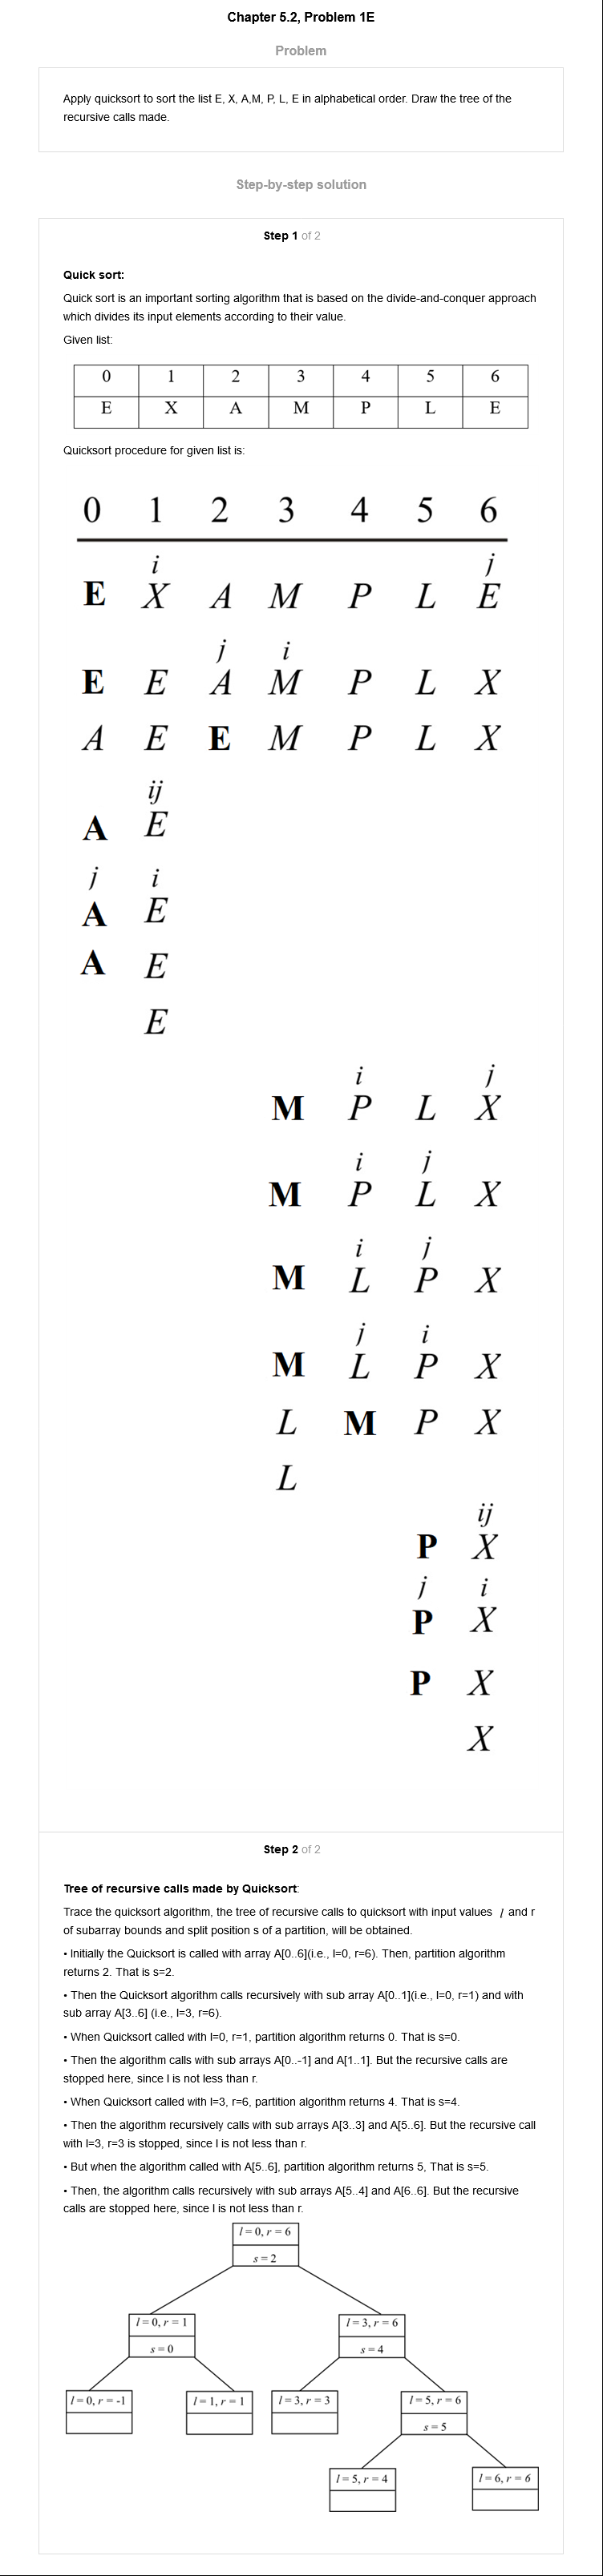 Chapter 5.2, Problem 1E
Problem
Apply quicksort to sort the list E, X, A,M, P, L, E in alphabetical order. Draw the tree of the
recursive calls made.
Step-by-step solution
Step 1 of 2
Quick sort:
Quick sort is an important sorting algorithm that is based on the divide-and-conquer approach
which divides its input elements according to their value.
Given list:
0 1 2 3 4 5 6
E X A M P L E
Quicksort procedure for given list is:
0 1 2 3 4 5 6
i j
E X A M P L E
j i
E E A M P L X
A E E M P L X
ij
A E
j i
A E
A E
E
i j
M P L X
i j
M P L X
i j
M L P X
j i
M L P X
L M P X
L
ij
P X
j i
P X
P X
X
Step 2 of 2
Tree of recursive calls made by Quicksort:
Trace the quicksort algorithm, the tree of recursive calls to quicksort with input values l and r
of subarray bounds and split position s of a partition, will be obtained.
• Initially the Quicksort is called with array A[0..6](i.e., l=0, r=6). Then, partition algorithm
returns 2. That is s=2.
• Then the Quicksort algorithm calls recursively with sub array A[0..1](i.e., l=0, r=1) and with
sub array A[3..6] (i.e., l=3, r=6).
• When Quicksort called with l=0, r=1, partition algorithm returns 0. That is s=0.
• Then the algorithm calls with sub arrays A[0..-1] and A[1..1]. But the recursive calls are
stopped here, since l is not less than r.
• When Quicksort called with l=3, r=6, partition algorithm returns 4. That is s=4.
• Then the algorithm recursively calls with sub arrays A[3..3] and A[5..6]. But the recursive call
with l=3, r=3 is stopped, since l is not less than r.
• But when the algorithm called with A[5..6], partition algorithm returns 5, That is s=5.
• Then, the algorithm calls recursively with sub arrays A[5..4] and A[6..6]. But the recursive
calls are stopped here, since l is not less than r.
l = 0, r = 6
s = 2
l = 0, r = 1
s = 0
l = 3, r = 6
s = 4
l = 0, r = -1
l = 1, r = 1
l = 3, r = 3
l = 5, r = 6
s = 5
l = 5, r = 4
l = 6, r = 6